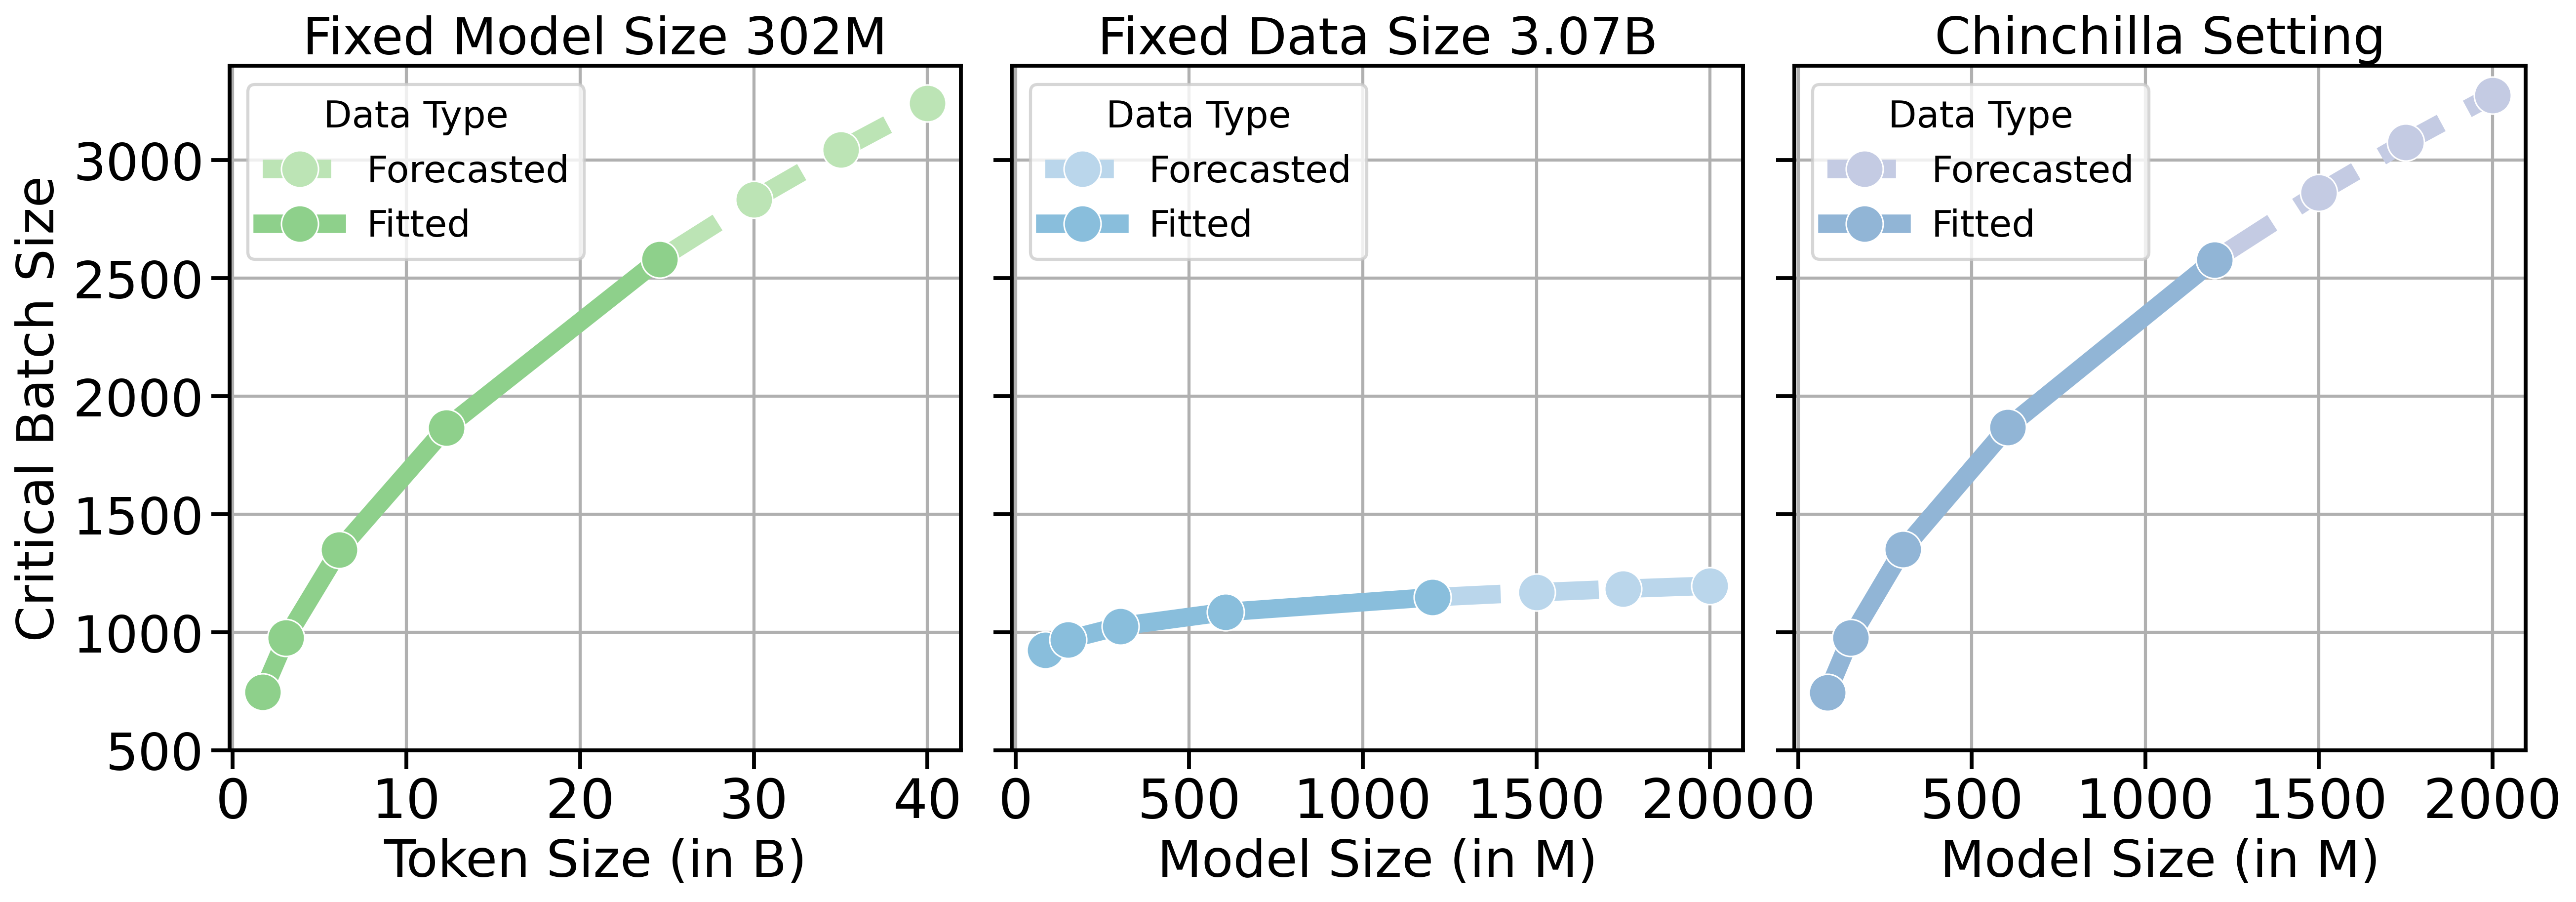 Fixed Model Size 302M
Fixed Data Size 3.07B
Chinchilla Setting
Data Type
Forecasted
Fitted
Data Type
Forecasted
Fitted
Data Type
Forecasted
Fitted
Critical Batch Size
3000
2500
2000
1500
1000
500
0 10 20 30 40
0 500 1000 1500 2000
0 500 1000 1500 2000
Token Size (in B)
Model Size (in M)
Model Size (in M)